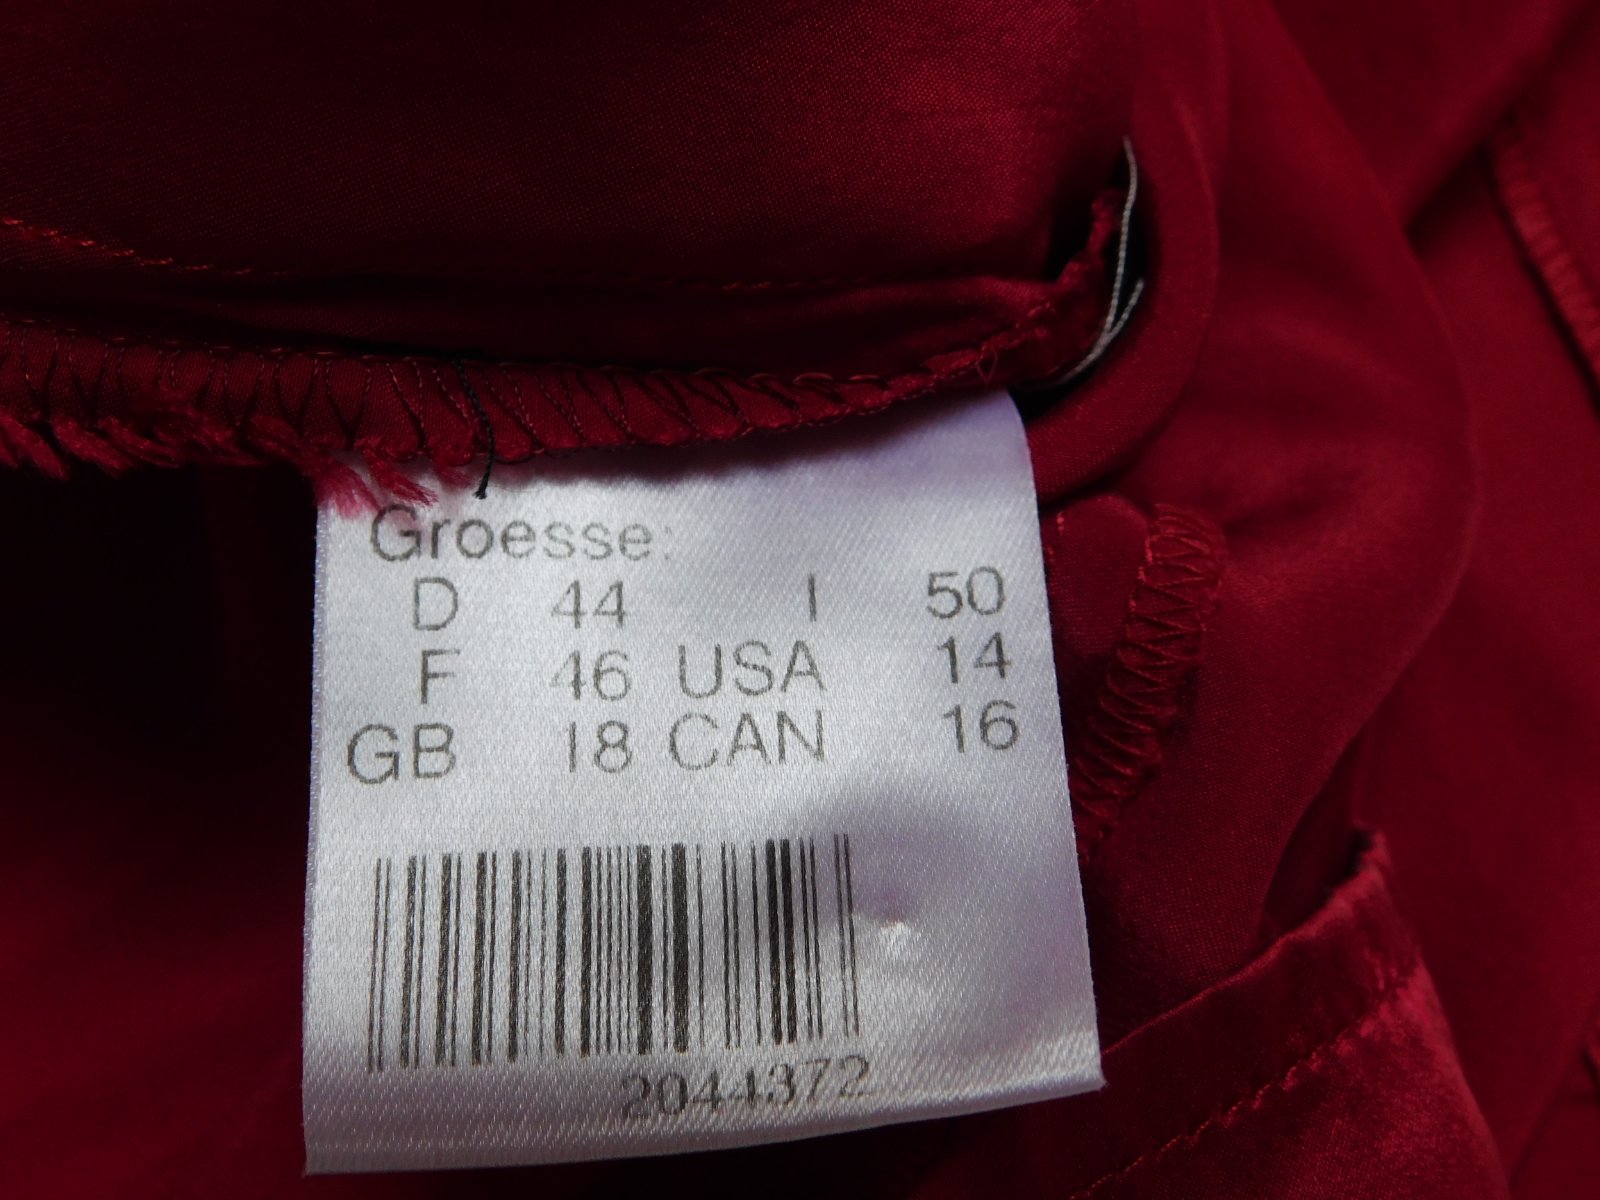 Groesse:
D 44 I 50
F 46 USA 14
GB 18 CAN 16
2044372